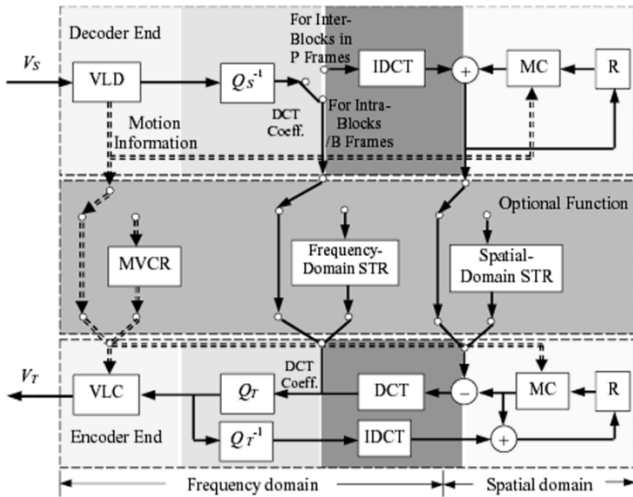 Decoder End
For Inter-
Blocks in
P Frames
V_S
VLD
Q_S^-1
IDCT
+
MC
R
DCT
Coeff.
For Intra-
Blocks
/B Frames
Motion
Information
Optional Function
MVCR
Frequency-
Domain STR
Spatial-
Domain STR
V_T
VLC
DCT
Coeff.
Q_T
DCT
−
MC
R
Encoder End
Q_T^-1
IDCT
+
Frequency domain
Spatial domain